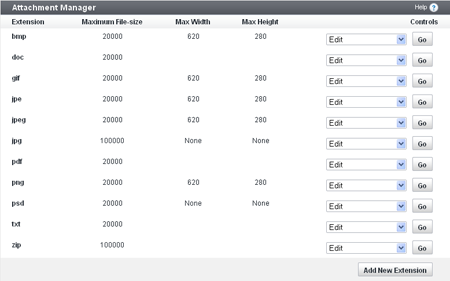 Attachment Manager Help ?
Extension Maximum File-size Max Width Max Height Controls
bmp 20000 620 280 Edit Go
doc 20000 Edit Go
gif 20000 620 280 Edit Go
jpe 20000 620 280 Edit Go
jpeg 20000 620 280 Edit Go
jpg 100000 None None Edit Go
pdf 20000 Edit Go
png 20000 620 280 Edit Go
psd 20000 None None Edit Go
txt 20000 Edit Go
zip 100000 Edit Go
Add New Extension